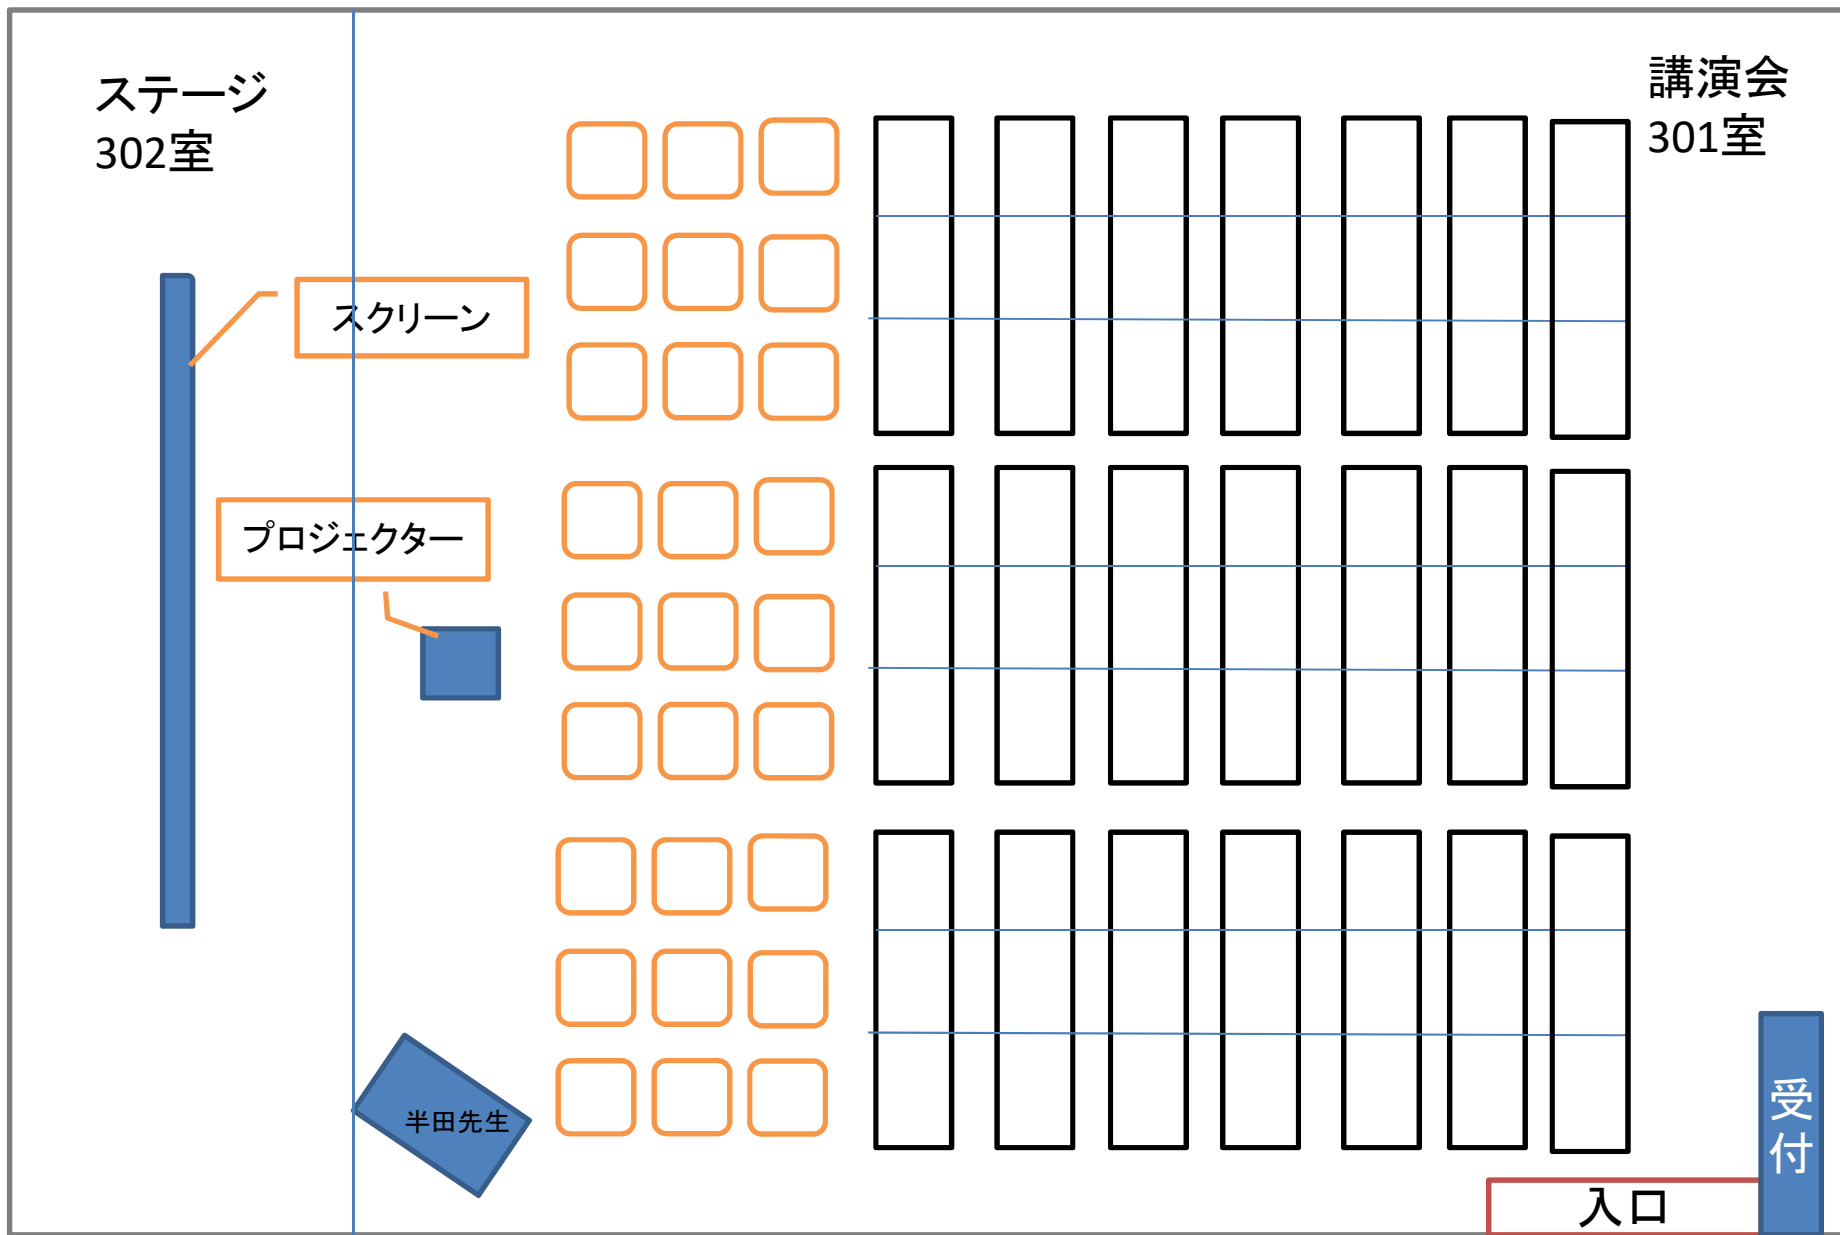 ステージ
302室
講演会
301室
スクリーン
プロジェクター
半田先生
受付
入口